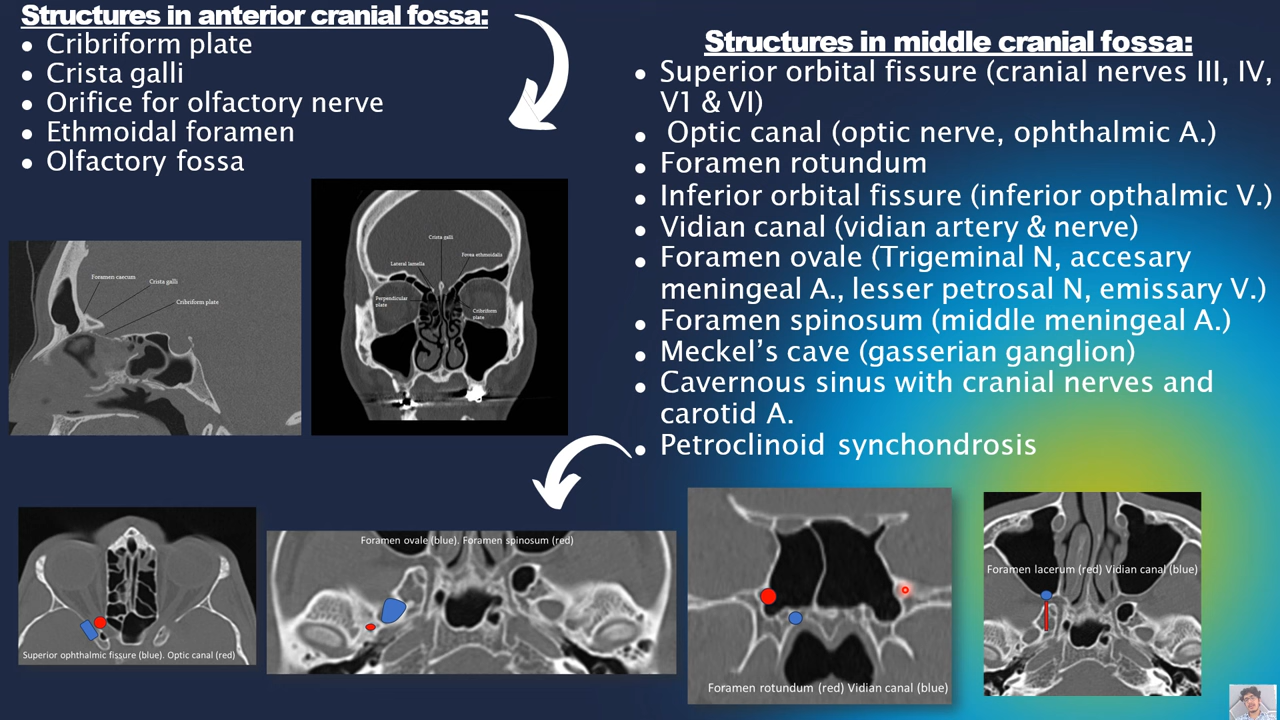 Structures in anterior cranial fossa:
• Cribriform plate
• Crista galli
• Orifice for olfactory nerve
• Ethmoidal foramen
• Olfactory fossa
Foramen caecum
Crista galli
Cribriform plate
Crista galli
Lateral lamella
Fovea ethmoidalis
Perpendicular
plate
Cribriform
plate
Structures in middle cranial fossa:
• Superior orbital fissure (cranial nerves III, IV,
V1 & VI)
• Optic canal (optic nerve, ophthalmic A.)
• Foramen rotundum
• Inferior orbital fissure (inferior opthalmic V.)
• Vidian canal (vidian artery & nerve)
• Foramen ovale (Trigeminal N, accesary
meningeal A., lesser petrosal N, emissary V.)
• Foramen spinosum (middle meningeal A.)
• Meckel’s cave (gasserian ganglion)
• Cavernous sinus with cranial nerves and
carotid A.
• Petroclinoid synchondrosis
Superior ophthalmic fissure (blue). Optic canal (red)
Foramen ovale (blue). Foramen spinosum (red)
Foramen rotundum (red) Vidian canal (blue)
Foramen lacerum (red) Vidian canal (blue)